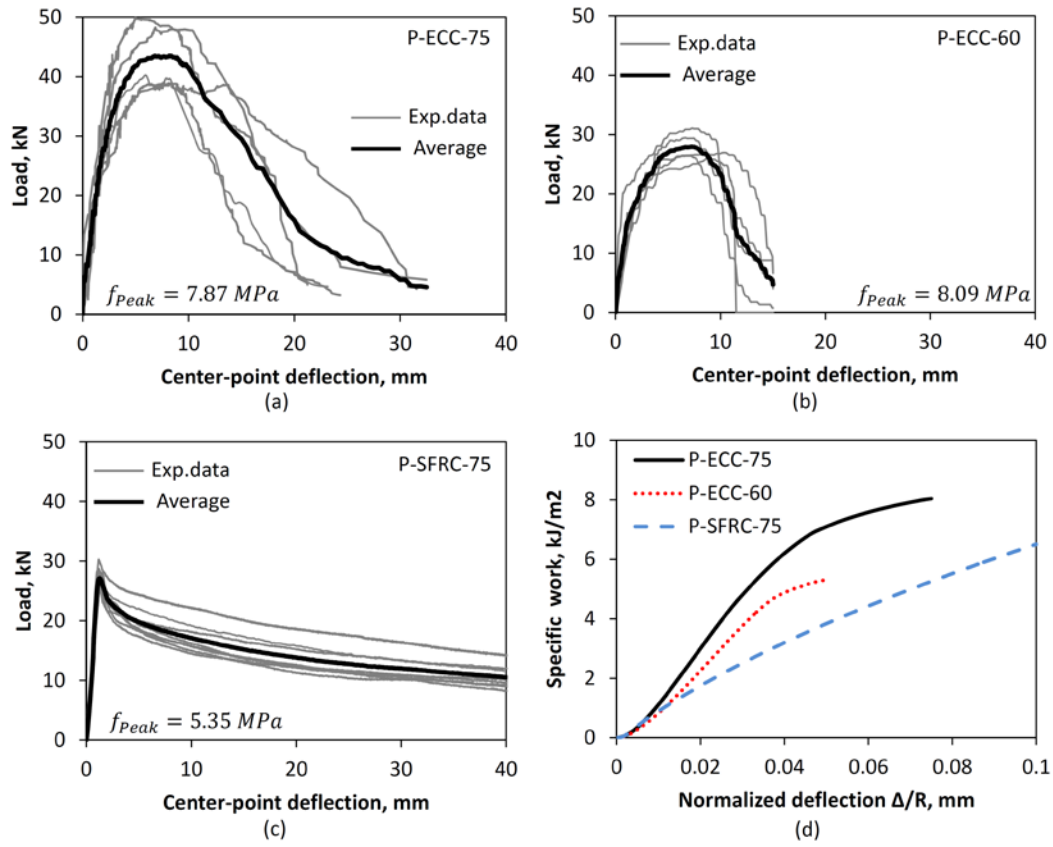 P-ECC-75
Exp.data
Average
f_Peak = 7.87 MPa
Load, kN
50
40
30
20
10
0
0 10 20 30 40
Center-point deflection, mm
(a)
P-ECC-60
Exp.data
Average
f_Peak = 8.09 MPa
Load, kN
50
40
30
20
10
0
0 10 20 30 40
Center-point deflection, mm
(b)
P-SFRC-75
Exp.data
Average
f_Peak = 5.35 MPa
Load, kN
50
40
30
20
10
0
0 10 20 30 40
Center-point deflection, mm
(c)
P-ECC-75
P-ECC-60
P-SFRC-75
Specific work, kJ/m2
10
8
6
4
2
0
0 0.02 0.04 0.06 0.08 0.1
Normalized deflection Δ/R, mm
(d)